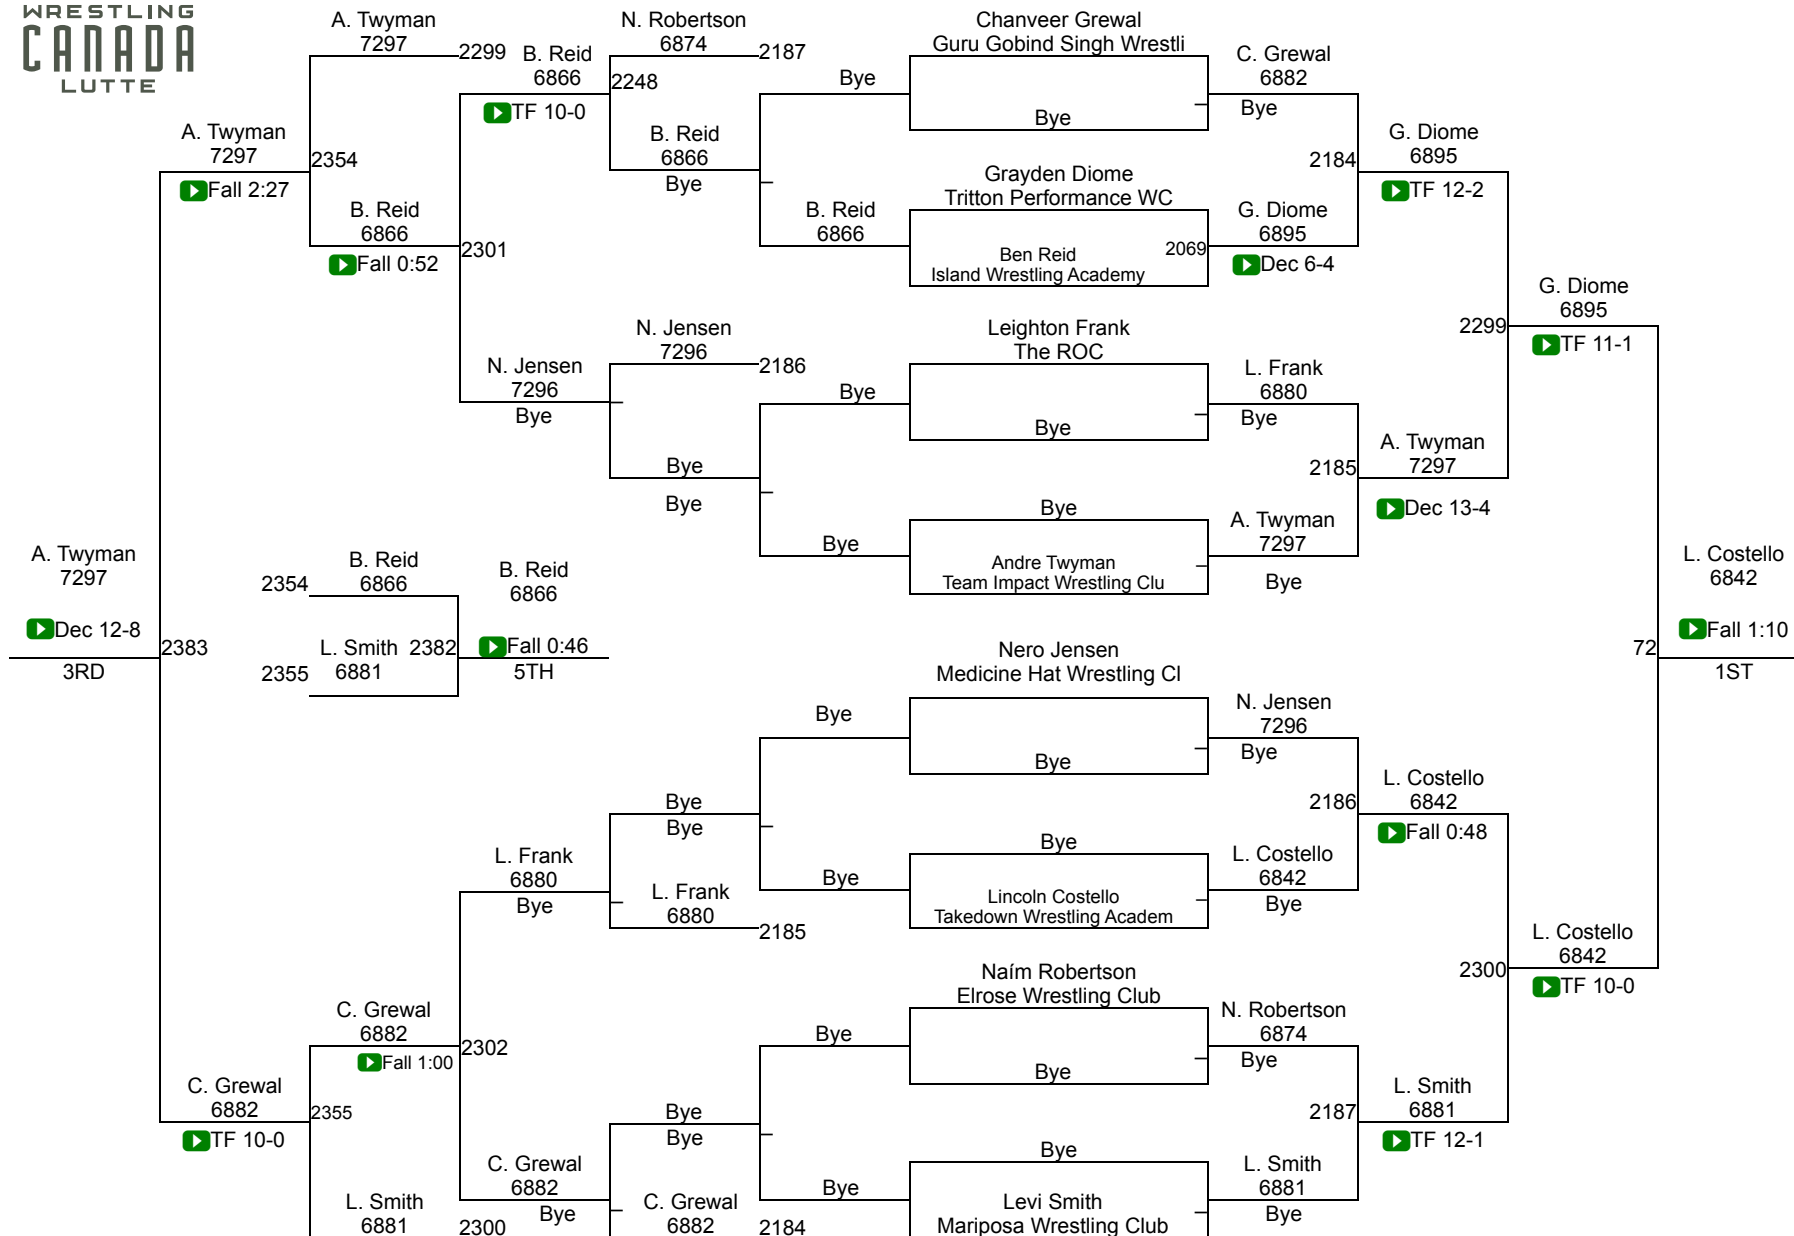 WRESTLING
CANADA
LUTTE
A. Twyman
7297
2299
B. Reid
6866
TF 10-0
N. Robertson
6874
2187
2248
Chanveer Grewal
Guru Gobind Singh Wrestli
Bye
Bye
C. Grewal
6882
Bye
A. Twyman
7297
Fall 2:27
2354
B. Reid
6866
Bye
2184
G. Diome
6895
TF 12-2
Grayden Diome
Tritton Performance WC
B. Reid
6866
Fall 0:52
2301
B. Reid
6866
Ben Reid
Island Wrestling Academy
2069
G. Diome
6895
Dec 6-4
G. Diome
6895
TF 11-1
2299
N. Jensen
7296
2186
N. Jensen
7296
Bye
Leighton Frank
The ROC
Bye
Bye
L. Frank
6880
Bye
Bye
Bye
2185
A. Twyman
7297
Dec 13-4
Bye
Bye
Andre Twyman
Team Impact Wrestling Clu
A. Twyman
7297
Bye
A. Twyman
7297
Dec 12-8
3RD
2383
2354
B. Reid
6866
2355
L. Smith
6881
2382
B. Reid
6866
Fall 0:46
5TH
L. Costello
6842
Fall 1:10
1ST
72
Nero Jensen
Medicine Hat Wrestling Cl
Bye
Bye
N. Jensen
7296
Bye
Bye
Bye
2186
L. Costello
6842
Fall 0:48
Bye
Bye
Lincoln Costello
Takedown Wrestling Academ
L. Costello
6842
Bye
L. Frank
6880
Bye
L. Frank
6880
2185
L. Costello
6842
TF 10-0
2300
Naím Robertson
Elrose Wrestling Club
Bye
Bye
N. Robertson
6874
Bye
C. Grewal
6882
Fall 1:00
2302
C. Grewal
6882
TF 10-0
2355
Bye
Bye
2187
L. Smith
6881
TF 12-1
Bye
Bye
Levi Smith
Mariposa Wrestling Club
L. Smith
6881
Bye
C. Grewal
6882
Bye
L. Smith
6881
2300
C. Grewal
6882
2184